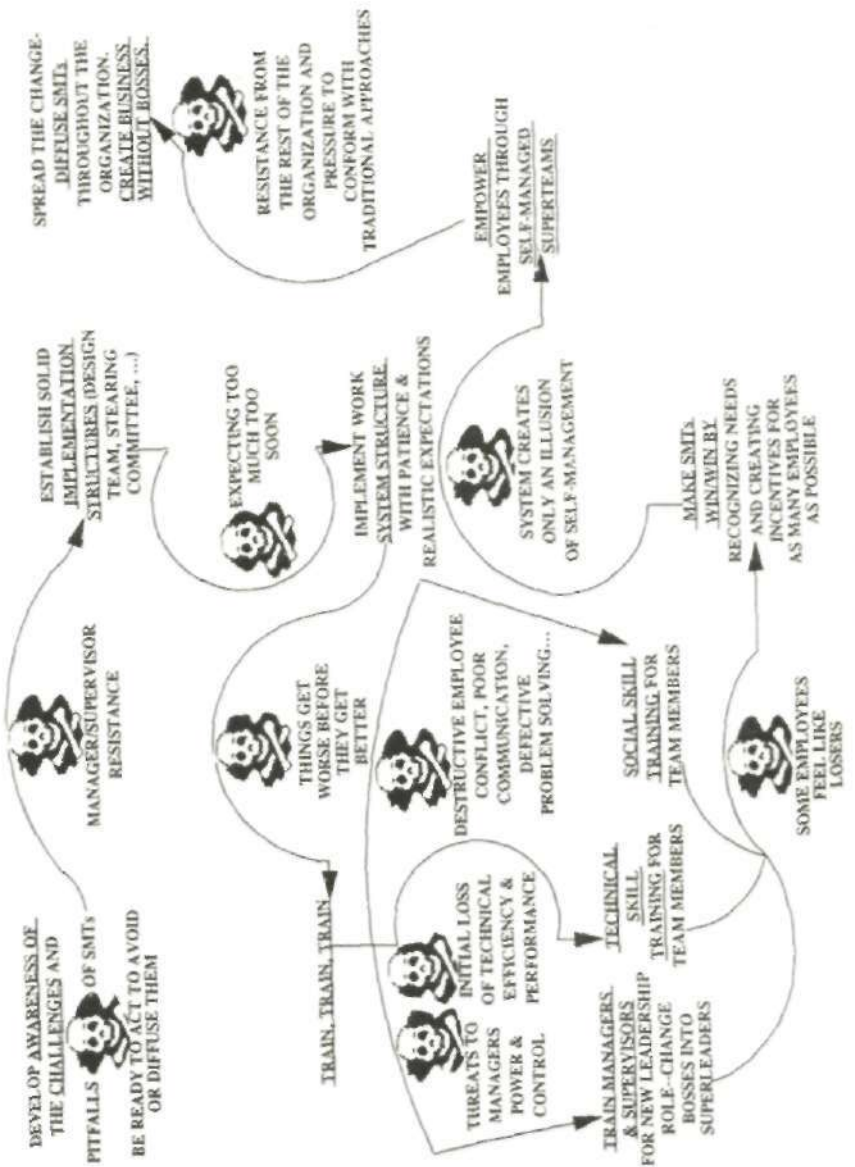 DEVELOP AWARENESS OF
THE CHALLENGES AND
PITFALLS OF SMTs
BE READY TO ACT TO AVOID
OR DIFFUSE THEM
MANAGER/SUPERVISOR
RESISTANCE
ESTABLISH SOLID
IMPLEMENTATION
STRUCTURES (DESIGN
TEAM, STEARING
COMMITTEE, ...)
EXPECTING TOO
MUCH TOO
SOON
IMPLEMENT WORK
SYSTEM STRUCTURE
WITH PATIENCE &
REALISTIC EXPECTATIONS
THINGS GET
WORSE BEFORE
THEY GET
BETTER
TRAIN, TRAIN, TRAIN
THREATS TO
MANAGERS
POWER &
CONTROL
INITIAL LOSS
OF TECHNICAL
EFFICIENCY &
PERFORMANCE
DESTRUCTIVE EMPLOYEE
CONFLICT, POOR
COMMUNICATION,
DEFECTIVE
PROBLEM SOLVING...
TRAIN MANAGERS
& SUPERVISORS
FOR NEW LEADERSHIP
ROLE--CHANGE
BOSSES INTO
SUPERLEADERS
TECHNICAL
SKILL
TRAINING FOR
TEAM MEMBERS
SOCIAL SKILL
TRAINING FOR
TEAM MEMBERS
SOME EMPLOYEES
FEEL LIKE
LOSERS
MAKE SMTs
WIN/WIN BY
RECOGNIZING NEEDS
AND CREATING
INCENTIVES FOR
AS MANY EMPLOYEES
AS POSSIBLE
SYSTEM CREATES
ONLY AN ILLUSION
OF SELF-MANAGEMENT
EMPOWER
EMPLOYEES THROUGH
SELF-MANAGED
SUPERTEAMS
RESISTANCE FROM
THE REST OF THE
ORGANIZATION AND
PRESSURE TO
CONFORM WITH
TRADITIONAL APPROACHES
SPREAD THE CHANGE-
DIFFUSE SMTs
THROUGHOUT THE
ORGANIZATION.
CREATE BUSINESS
WITHOUT BOSSES.